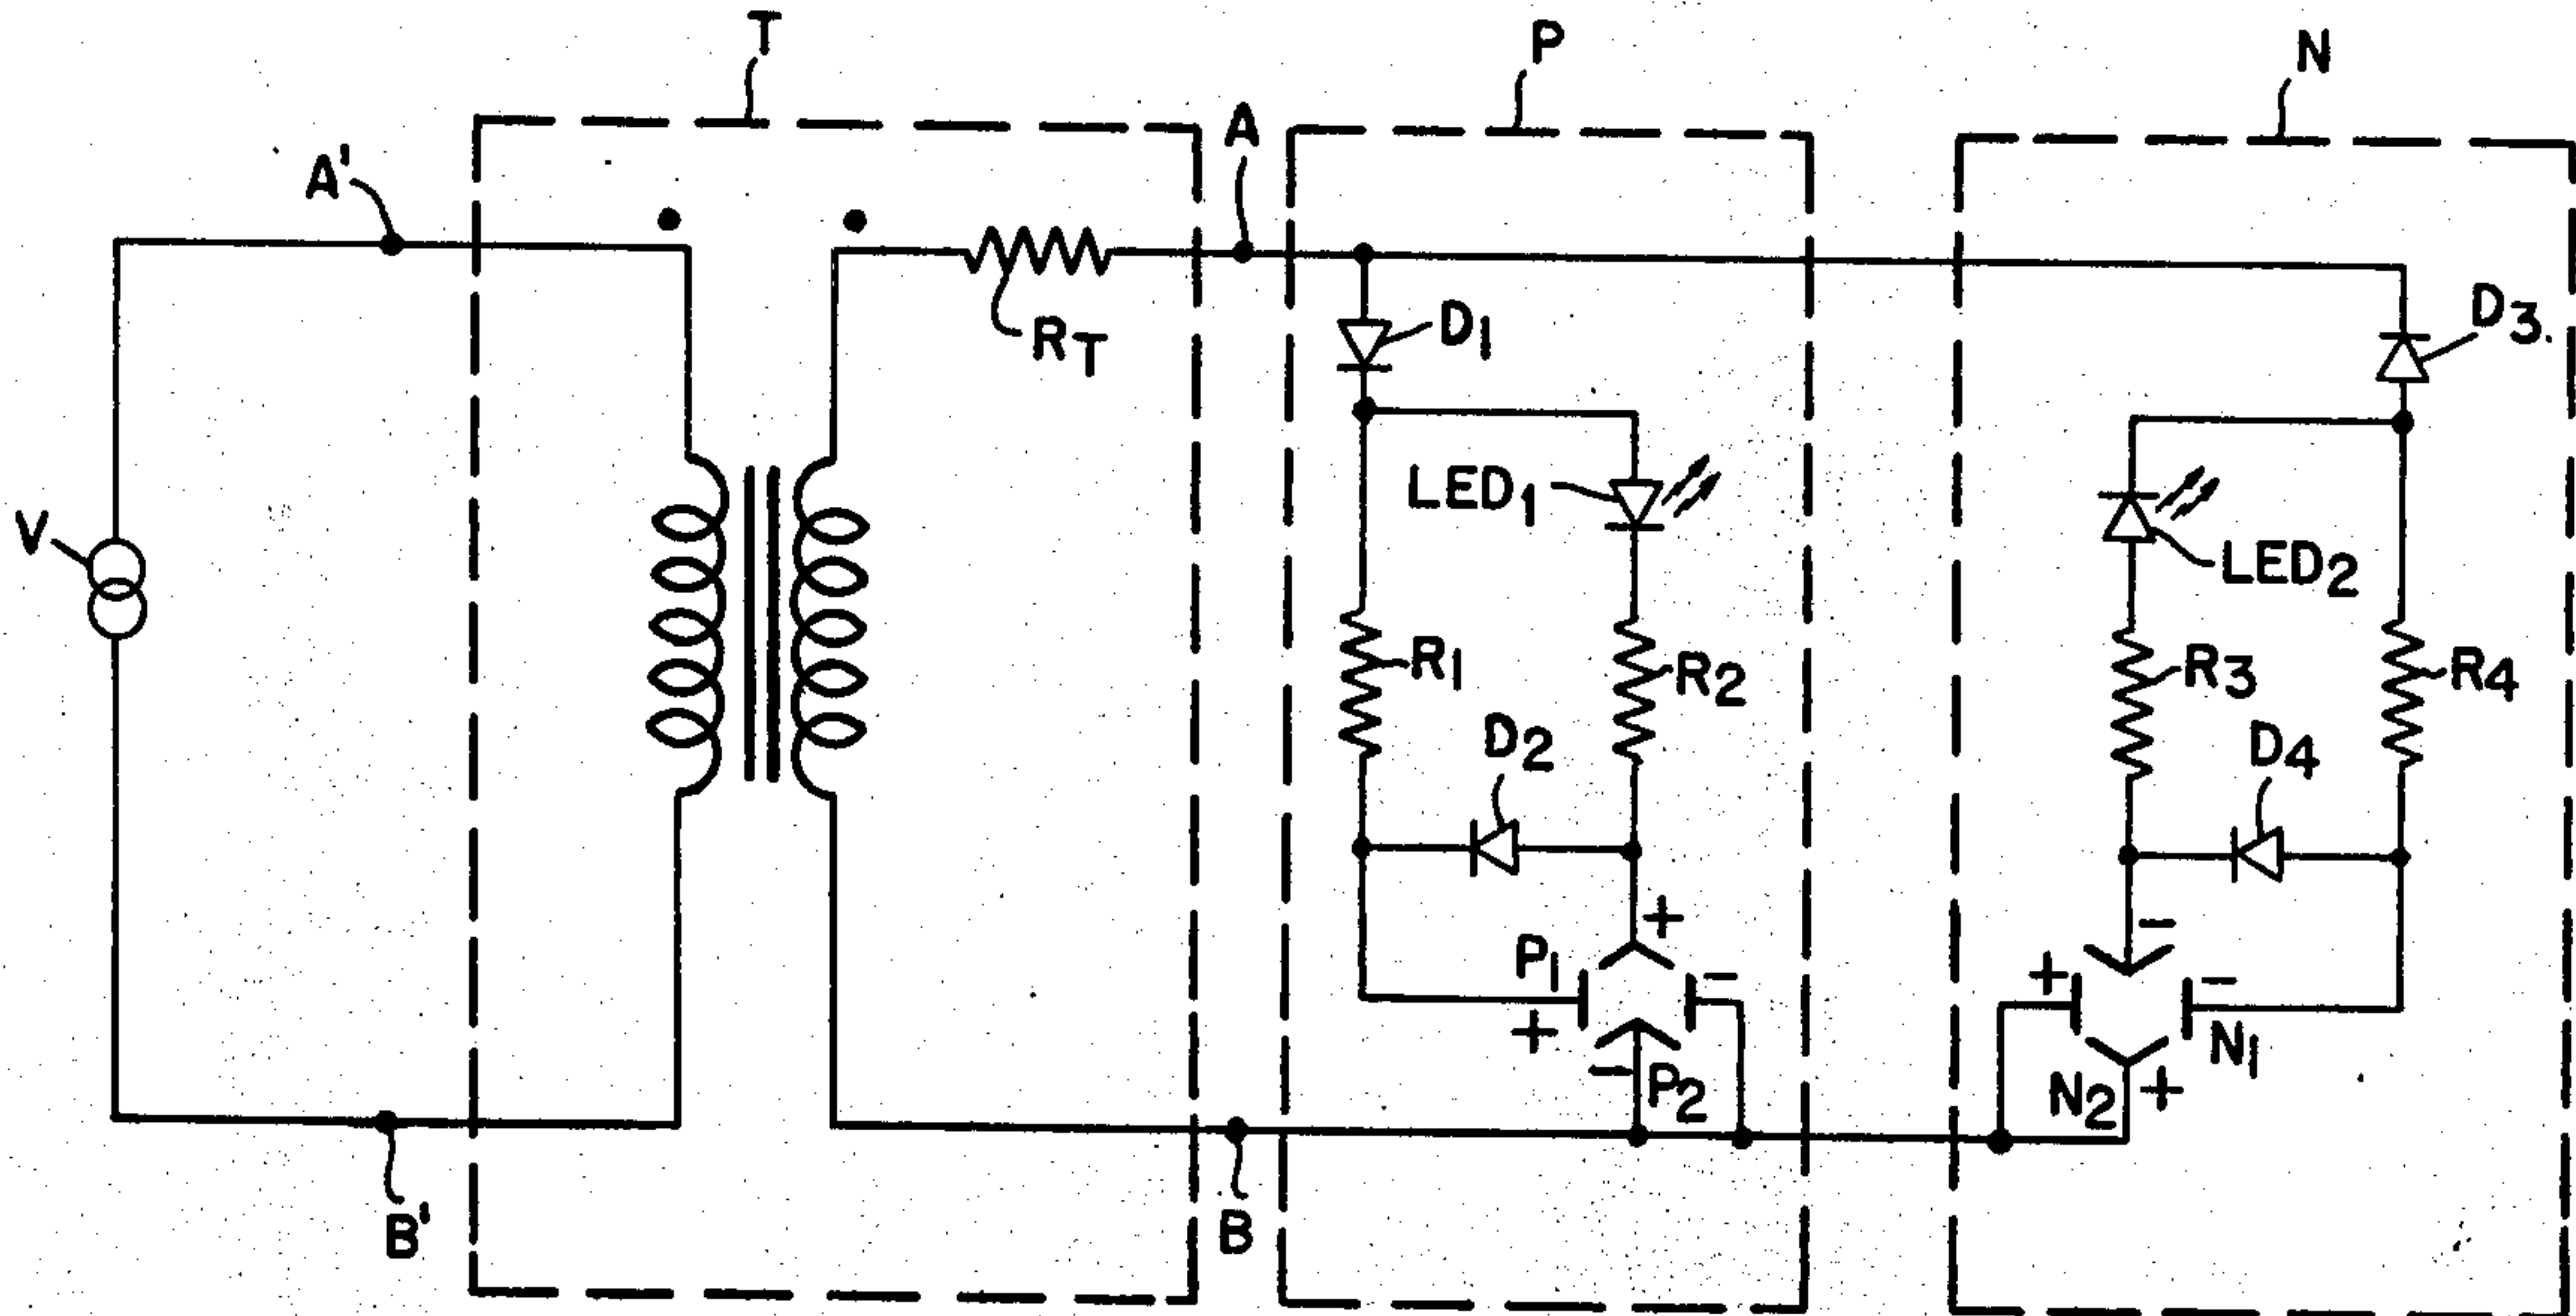 T
P
N
A'
A
D1
D3.
RT
LED1
V
LED2
R1
R2
R3
R4
D2
D4
+
-
P1
-
+
-
+
-
P2
N1
N2
+
B'
B